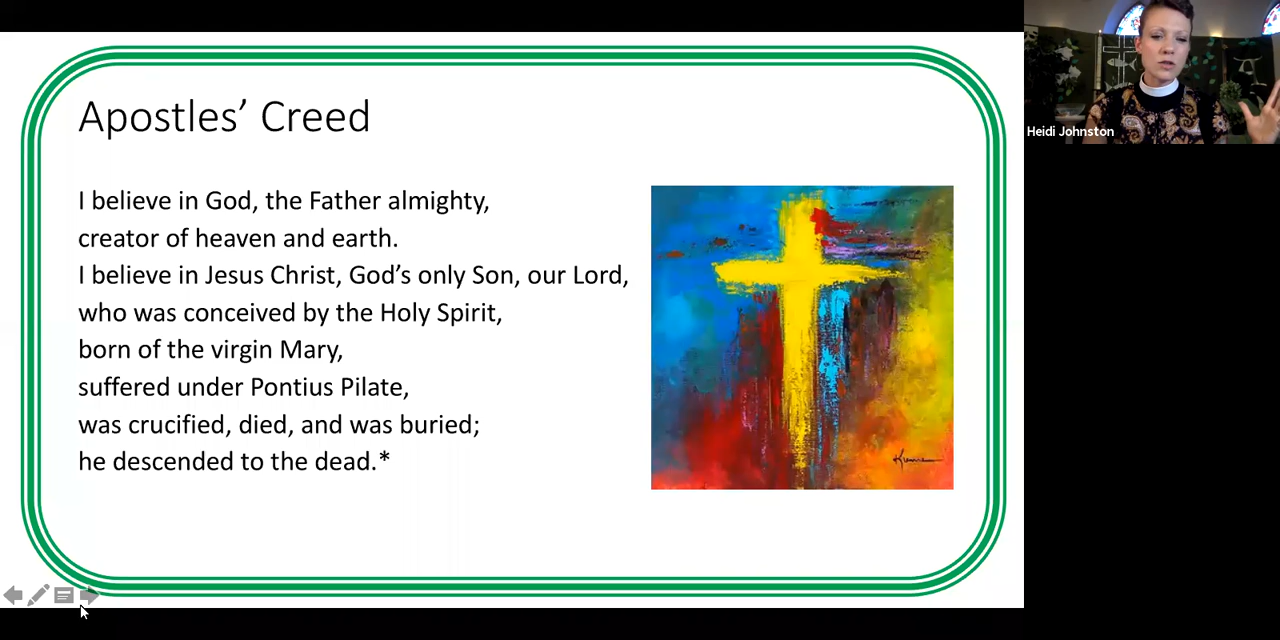 Apostles’ Creed
I believe in God, the Father almighty,
creator of heaven and earth.
I believe in Jesus Christ, God’s only Son, our Lord,
who was conceived by the Holy Spirit,
born of the virgin Mary,
suffered under Pontius Pilate,
was crucified, died, and was buried;
he descended to the dead.*
Heidi Johnston